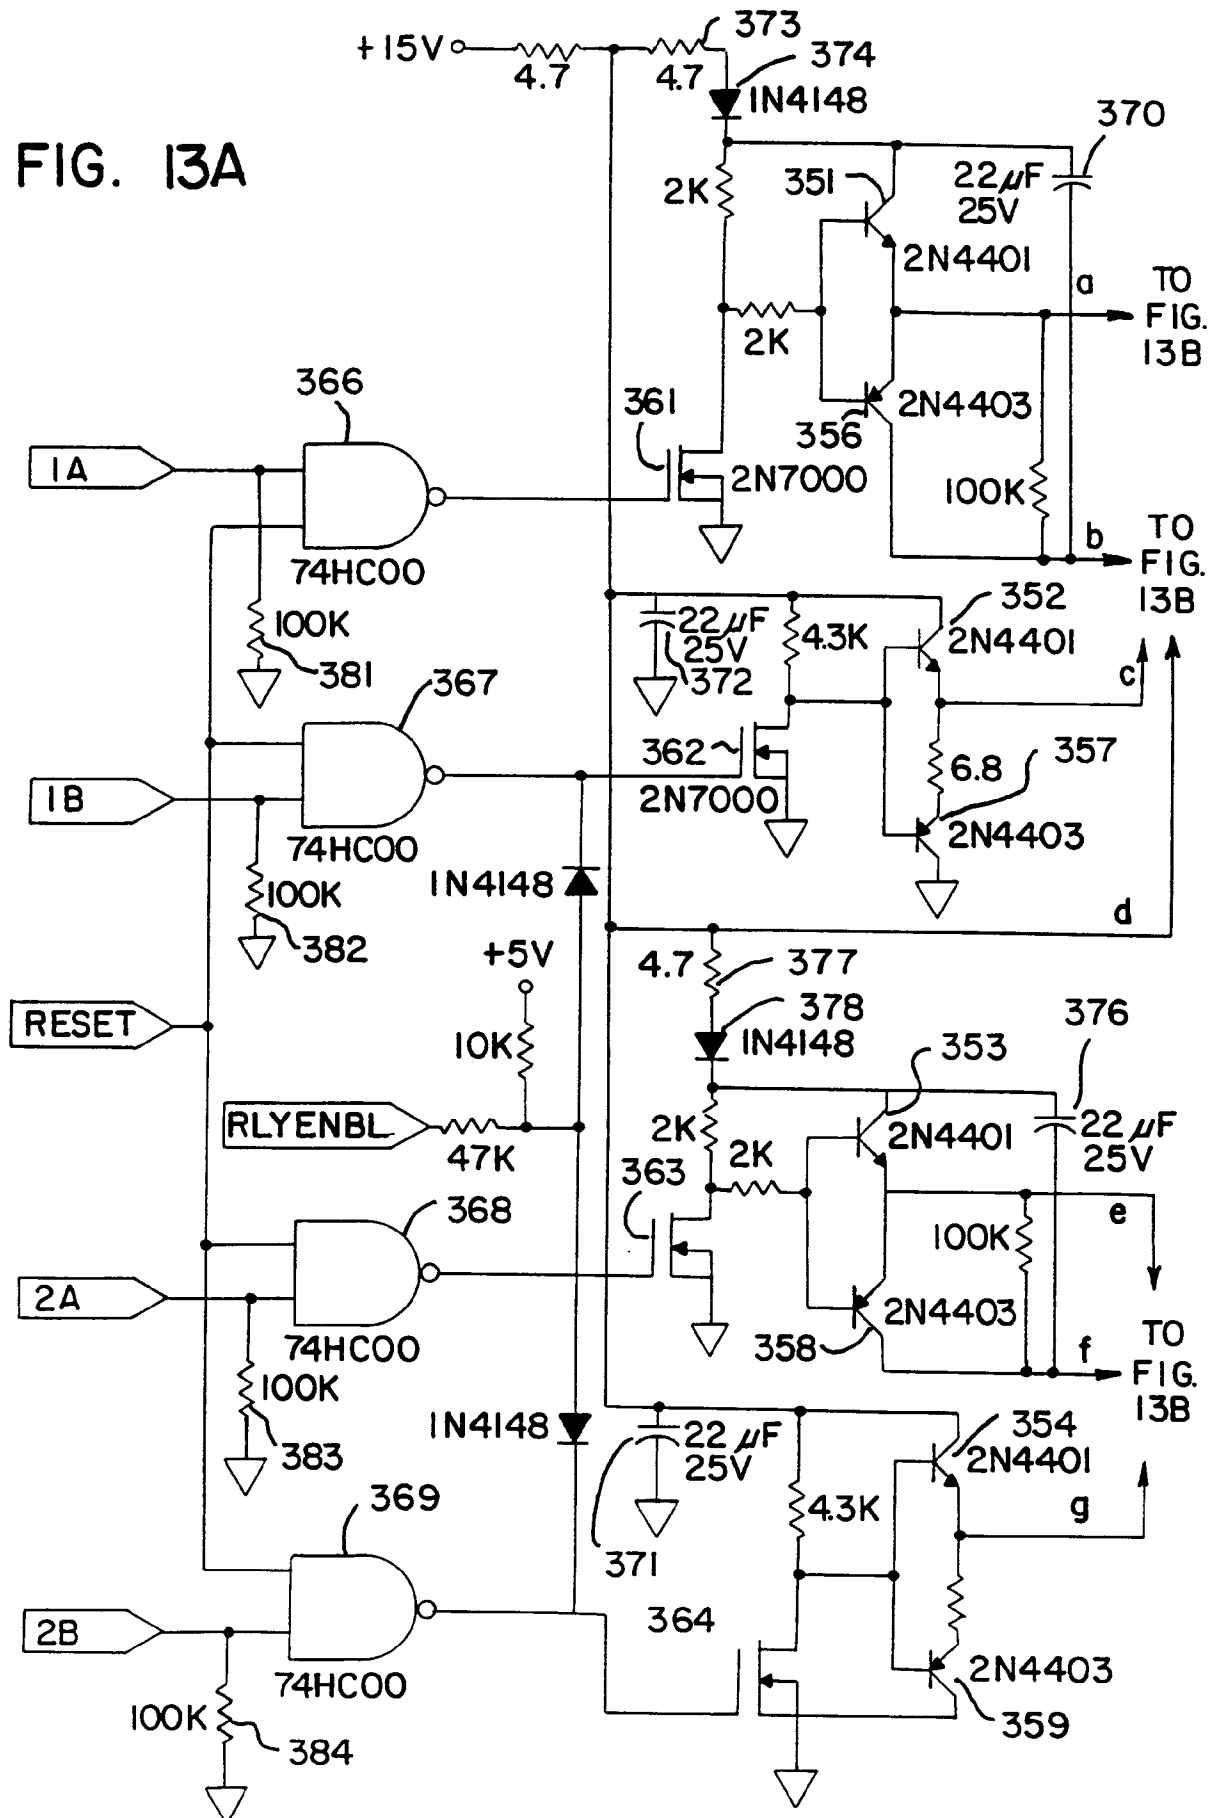 373
+15V
4.7
4.7
374
1N4148
370
FIG. 13A
2K
351
22µF
25V
2N4401
a
TO
FIG.
13B
2K
366
361
2N4403
356
1A
2N7000
100K
b
TO
FIG.
13B
74HC00
352
100K
381
22µF
25V
372
4.3K
2N4401
c
367
362
357
6.8
1B
2N7000
2N4403
74HC00
1N4148
100K
382
d
+5V
4.7
377
378
1N4148
376
RESET
10K
353
RLYENBL
47K
2K
2N4401
22µF
25V
2K
363
368
e
100K
2A
2N4403
74HC00
358
TO
FIG.
13B
f
100K
383
1N4148
22µF
25V
354
2N4401
369
4.3K
g
371
364
2B
2N4403
74HC00
100K
384
359